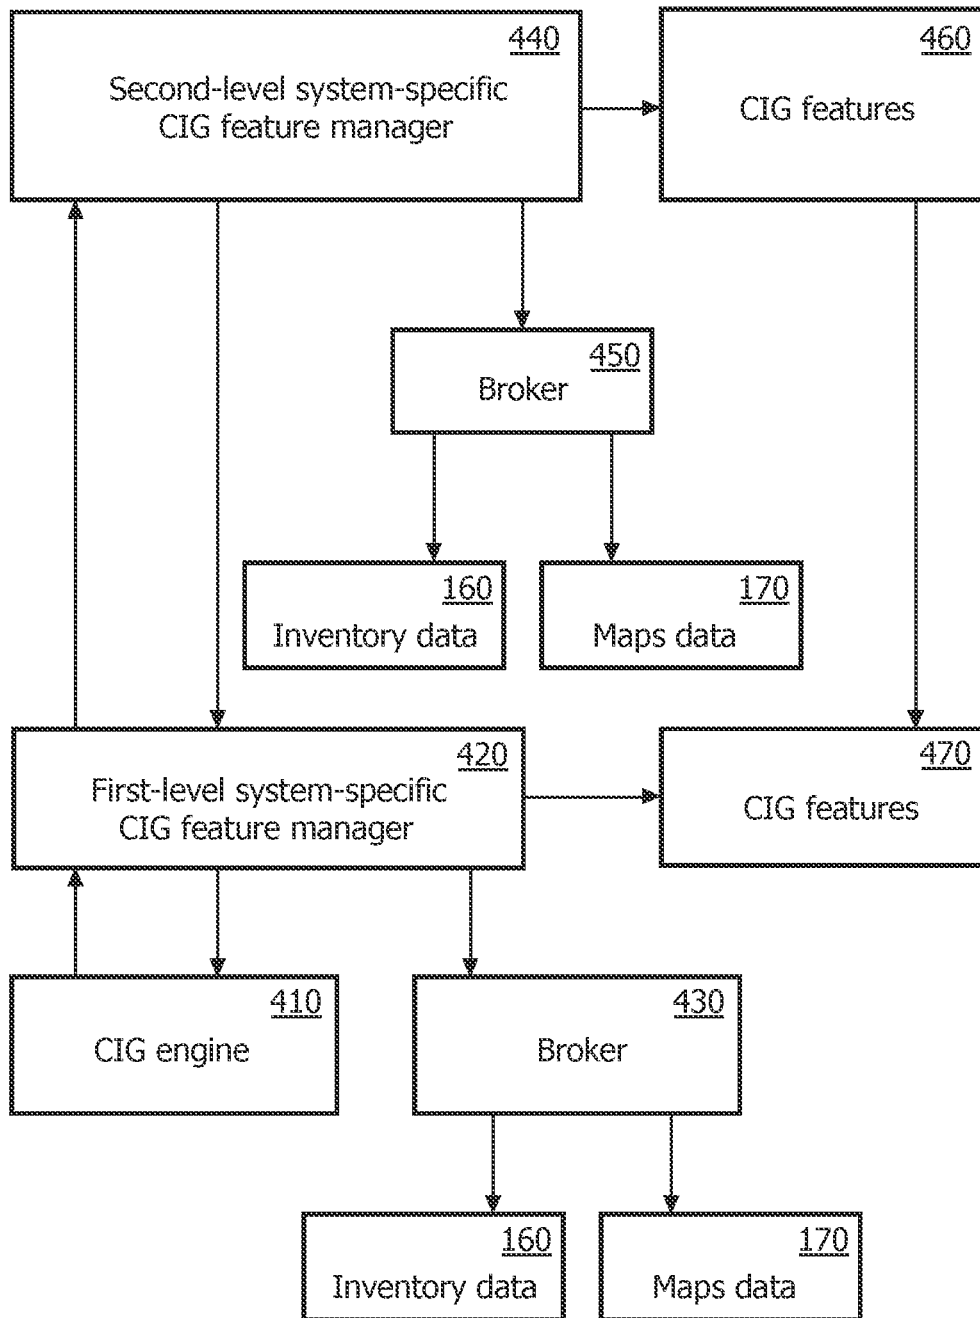 440
Second-level system-specific
CIG feature manager
460
CIG features
450
Broker
160
Inventory data
170
Maps data
420
First-level system-specific
CIG feature manager
470
CIG features
410
CIG engine
430
Broker
160
Inventory data
170
Maps data